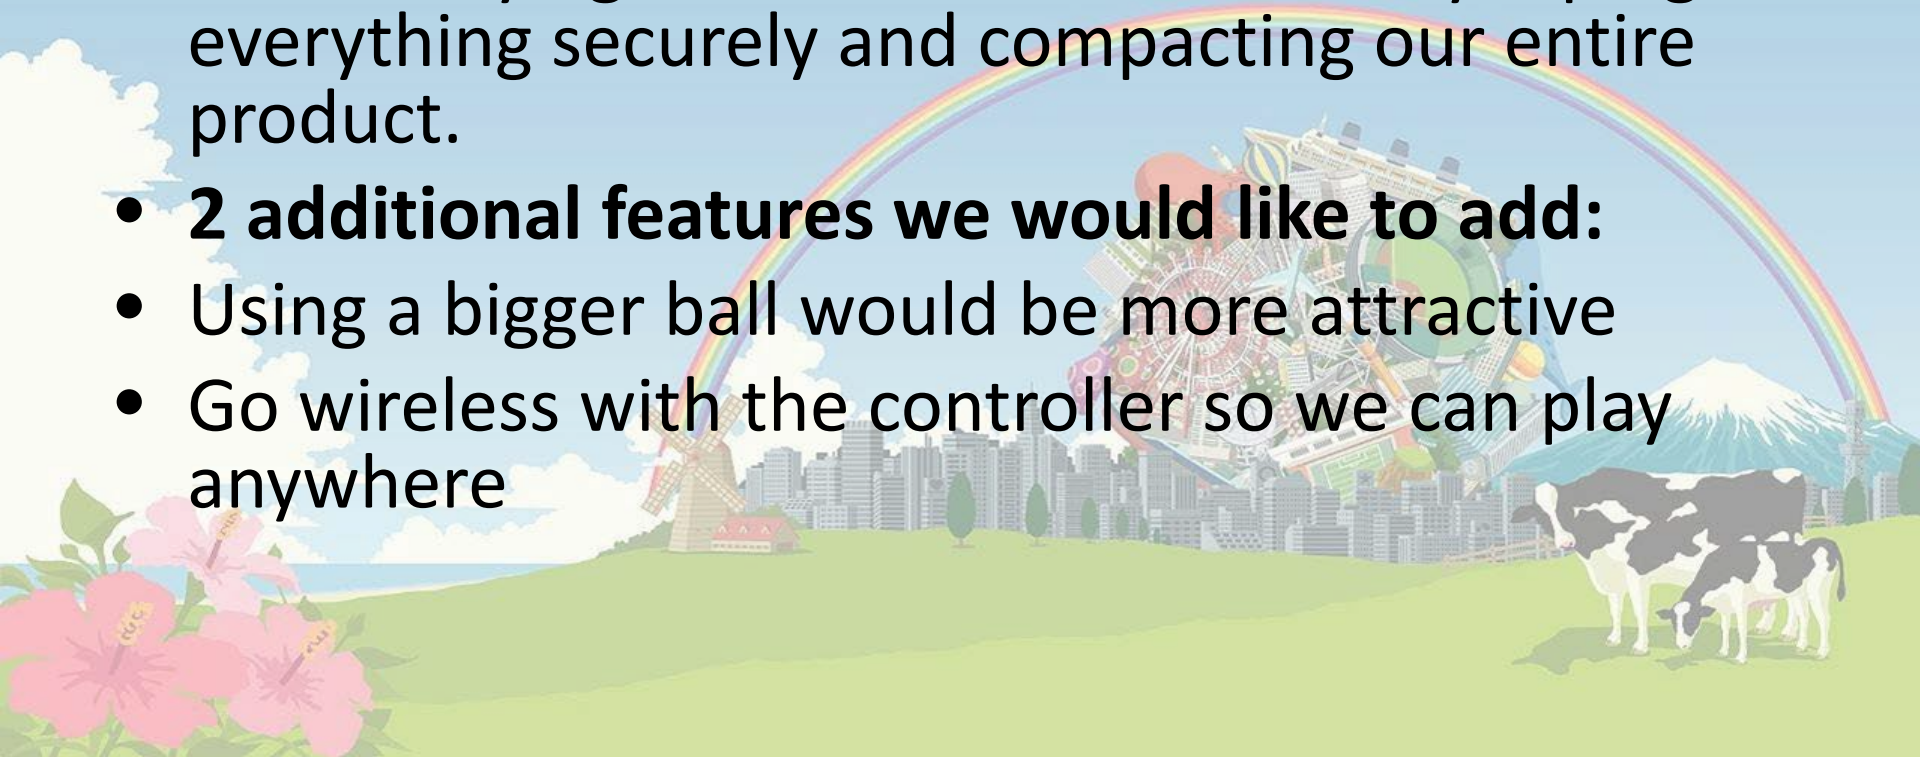 everything securely and compacting our entire
product.
• 2 additional features we would like to add:
• Using a bigger ball would be more attractive
• Go wireless with the controller so we can play
anywhere